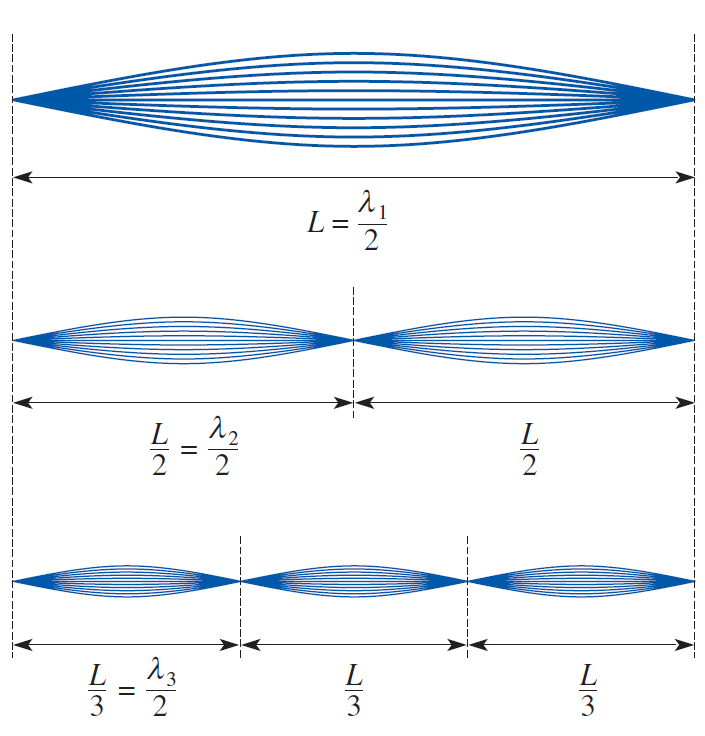 L = λ₁/2
L/2 = λ₂/2 L/2
L/3 = λ₃/2 L/3 L/3